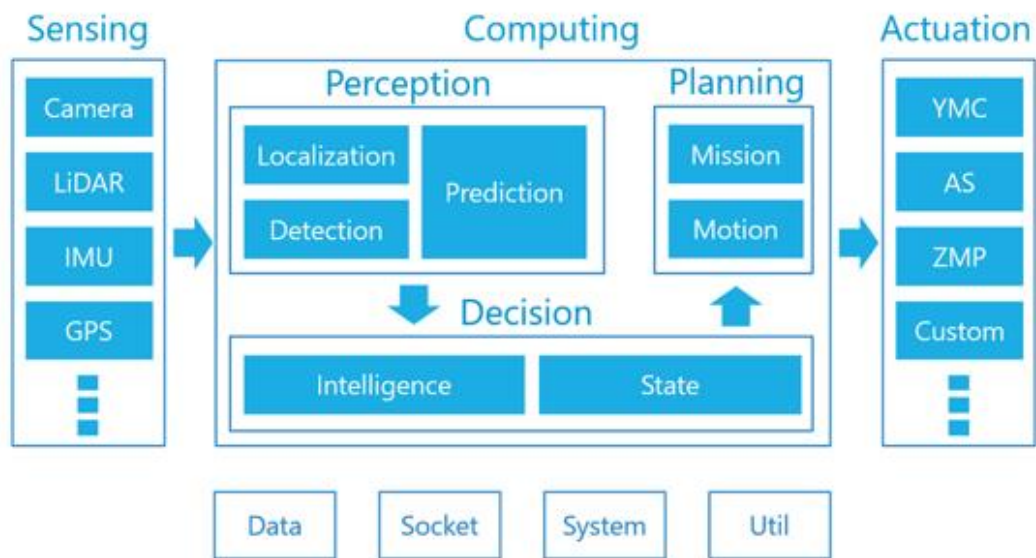 Sensing
Computing
Actuation
Camera
LiDAR
IMU
GPS
Perception
Localization
Detection
Prediction
Planning
Mission
Motion
Decision
Intelligence
State
YMC
AS
ZMP
Custom
Data
Socket
System
Util